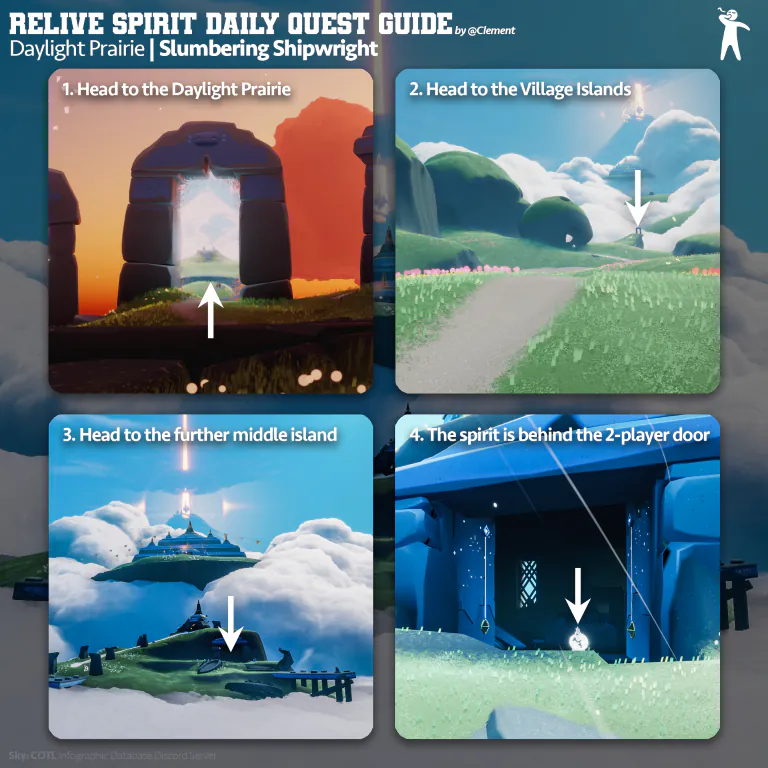 RELIVE SPIRIT DAILY QUEST GUIDE by @Clement
Daylight Prairie | Slumbering Shipwright
1. Head to the Daylight Prairie
2. Head to the Village Islands
3. Head to the further middle island
4. The spirit is behind the 2-player door
Sky: COTL Infographic Database Discord Server